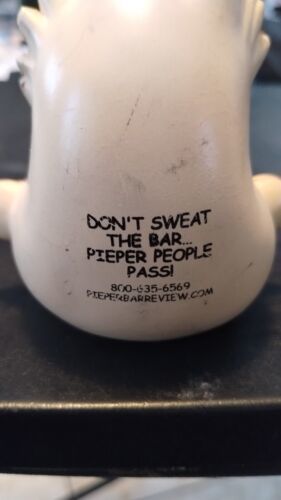 DON'T SWEAT
THE BAR...
PIEPER PEOPLE
PASS!
800-635-6569
PIEPERBARREVIEW.COM